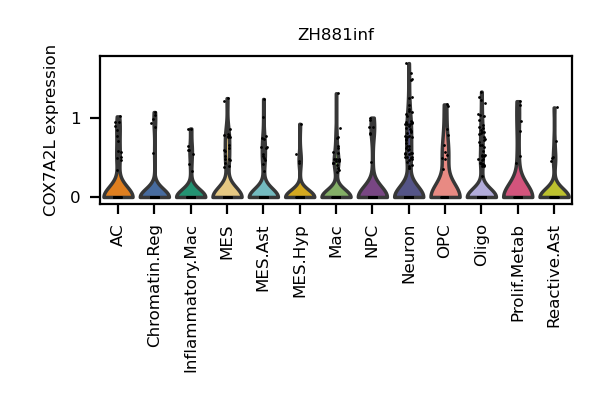 ZH881inf
COX7A2L expression
1
0
AC
Chromatin.Reg
Inflammatory.Mac
MES
MES.Ast
MES.Hyp
Mac
NPC
Neuron
OPC
Oligo
Prolif.Metab
Reactive.Ast